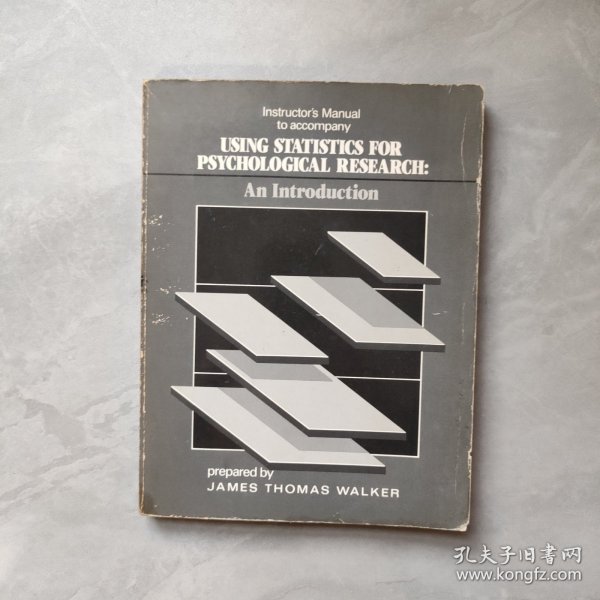 Instructor's Manual
to accompany
USING STATISTICS FOR
PSYCHOLOGICAL RESEARCH:
An Introduction
prepared by
JAMES THOMAS WALKER
孔夫子旧书网
www.kongfz.com